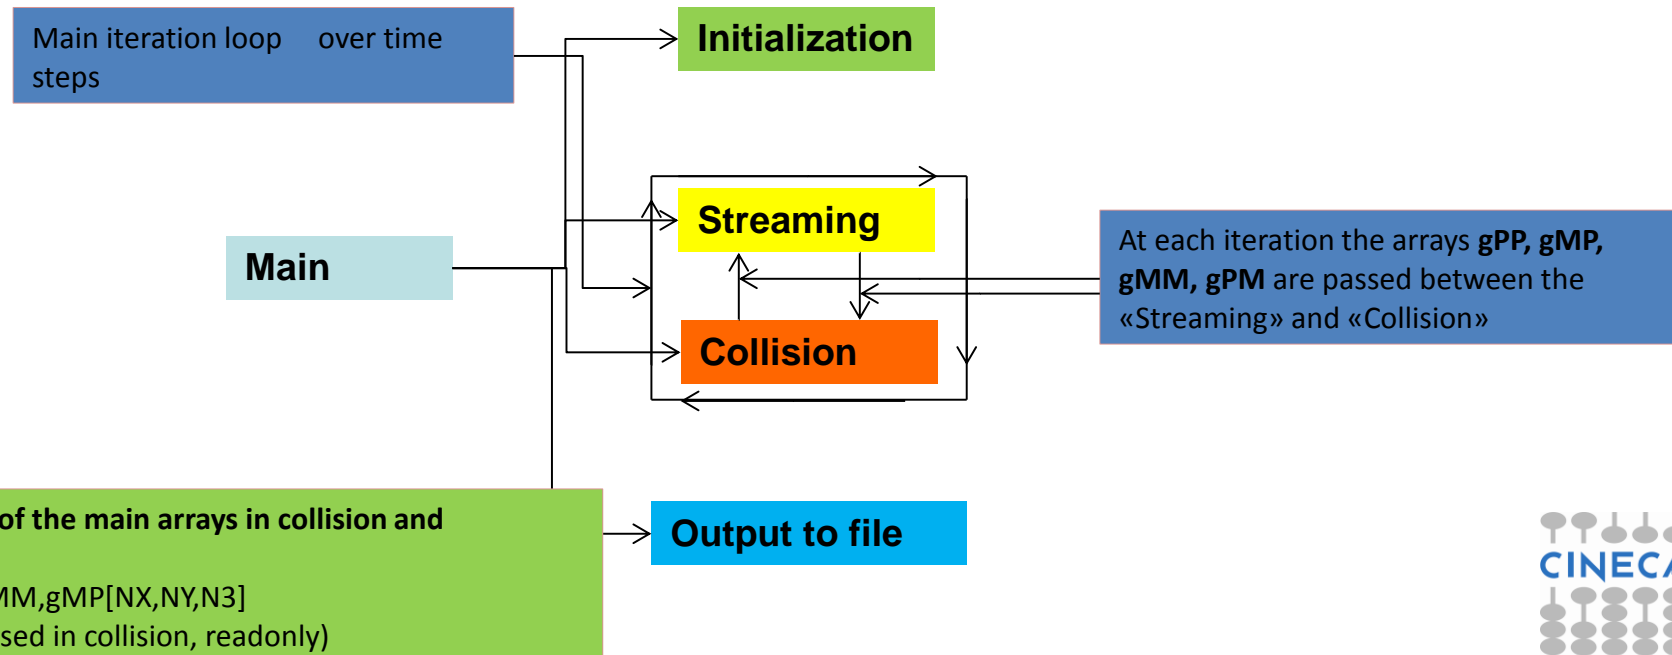 Main iteration loop over time
steps
Initialization
Streaming
Main
Collision
At each iteration the arrays gPP, gMP,
gMM, gPM are passed between the
«Streaming» and «Collision»
of the main arrays in collision and
MM,gMP[NX,NY,N3]
sed in collision, readonly)
Output to file
CINECA